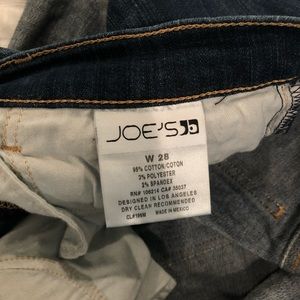 JOE'S
W 28
95% COTTON/COTON
3% POLYESTER
2% SPANDEX
RN# 106214 CA# 35037
DESIGNED IN LOS ANGELES
DRY CLEAN RECOMMENDED
MADE IN MEXICO